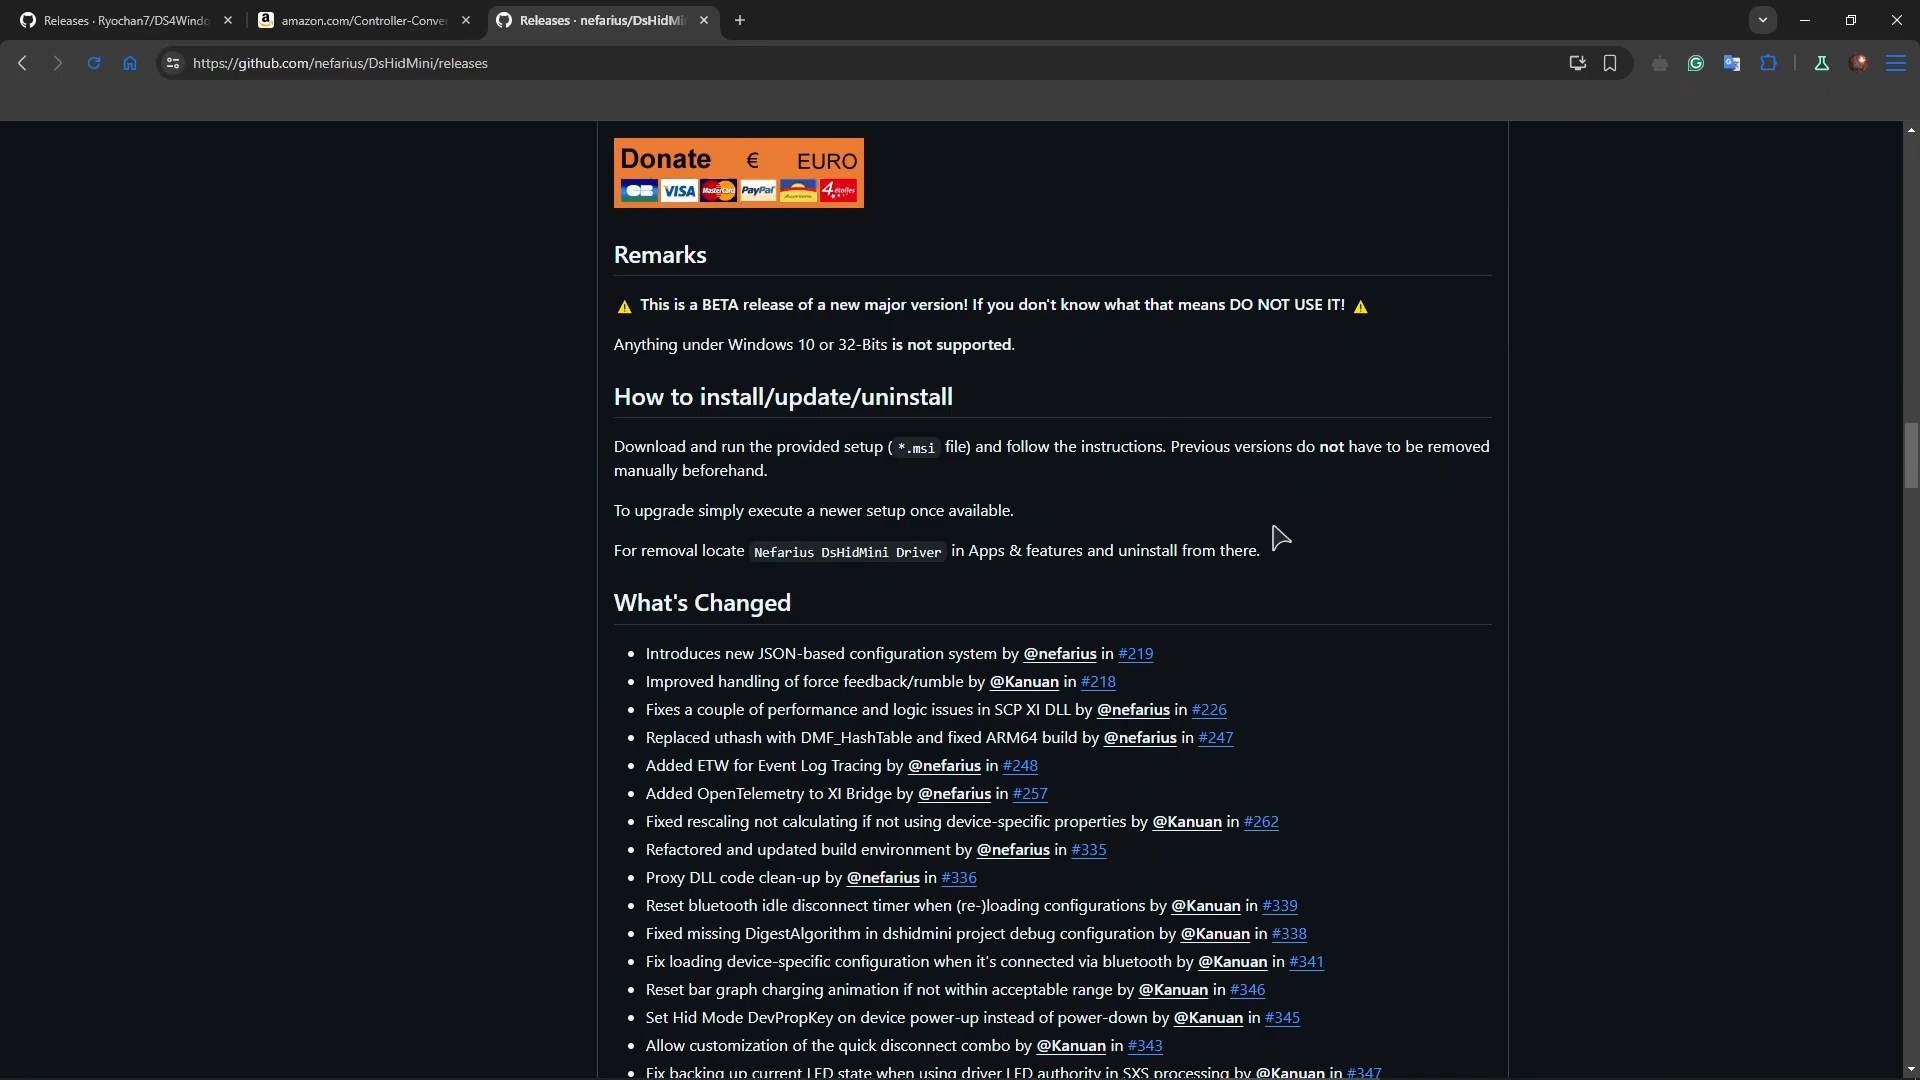 Releases · Ryochan7/DS4Windo
amazon.com/Controller-Conve
Releases · nefarius/DsHidMi
https://github.com/nefarius/DsHidMini/releases
Donate € EURO
CB VISA MasterCard PayPal 4étoiles
Remarks
⚠ This is a BETA release of a new major version! If you don't know what that means DO NOT USE IT! ⚠
Anything under Windows 10 or 32-Bits is not supported.
How to install/update/uninstall
Download and run the provided setup ( *.msi file) and follow the instructions. Previous versions do not have to be removed
manually beforehand.
To upgrade simply execute a newer setup once available.
For removal locate Nefarius DsHidMini Driver in Apps & features and uninstall from there.
What's Changed
• Introduces new JSON-based configuration system by @nefarius in #219
• Improved handling of force feedback/rumble by @Kanuan in #218
• Fixes a couple of performance and logic issues in SCP XI DLL by @nefarius in #226
• Replaced uthash with DMF_HashTable and fixed ARM64 build by @nefarius in #247
• Added ETW for Event Log Tracing by @nefarius in #248
• Added OpenTelemetry to XI Bridge by @nefarius in #257
• Fixed rescaling not calculating if not using device-specific properties by @Kanuan in #262
• Refactored and updated build environment by @nefarius in #335
• Proxy DLL code clean-up by @nefarius in #336
• Reset bluetooth idle disconnect timer when (re-)loading configurations by @Kanuan in #339
• Fixed missing DigestAlgorithm in dshidmini project debug configuration by @Kanuan in #338
• Fix loading device-specific configuration when it's connected via bluetooth by @Kanuan in #341
• Reset bar graph charging animation if not within acceptable range by @Kanuan in #346
• Set Hid Mode DevPropKey on device power-up instead of power-down by @Kanuan in #345
• Allow customization of the quick disconnect combo by @Kanuan in #343
• Fix backing up current LED state when using driver LED authority in SXS processing by @Kanuan in #347